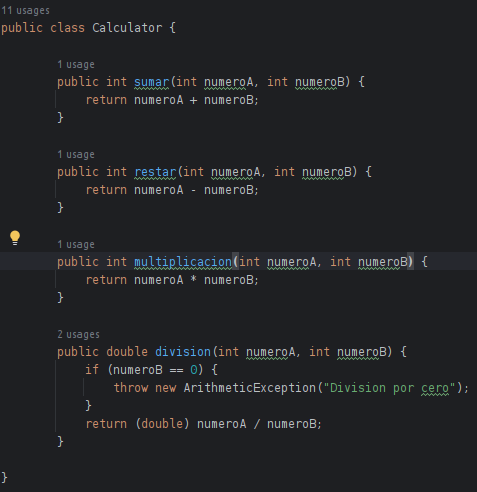 11 usages
public class Calculator {
1 usage
public int sumar(int numeroA, int numeroB) {
return numeroA + numeroB;
}
1 usage
public int restar(int numeroA, int numeroB) {
return numeroA - numeroB;
}
1 usage
public int multiplicacion(int numeroA, int numeroB) {
return numeroA * numeroB;
}
2 usages
public double division(int numeroA, int numeroB) {
if (numeroB == 0) {
throw new ArithmeticException("Division por cero");
}
return (double) numeroA / numeroB;
}
}